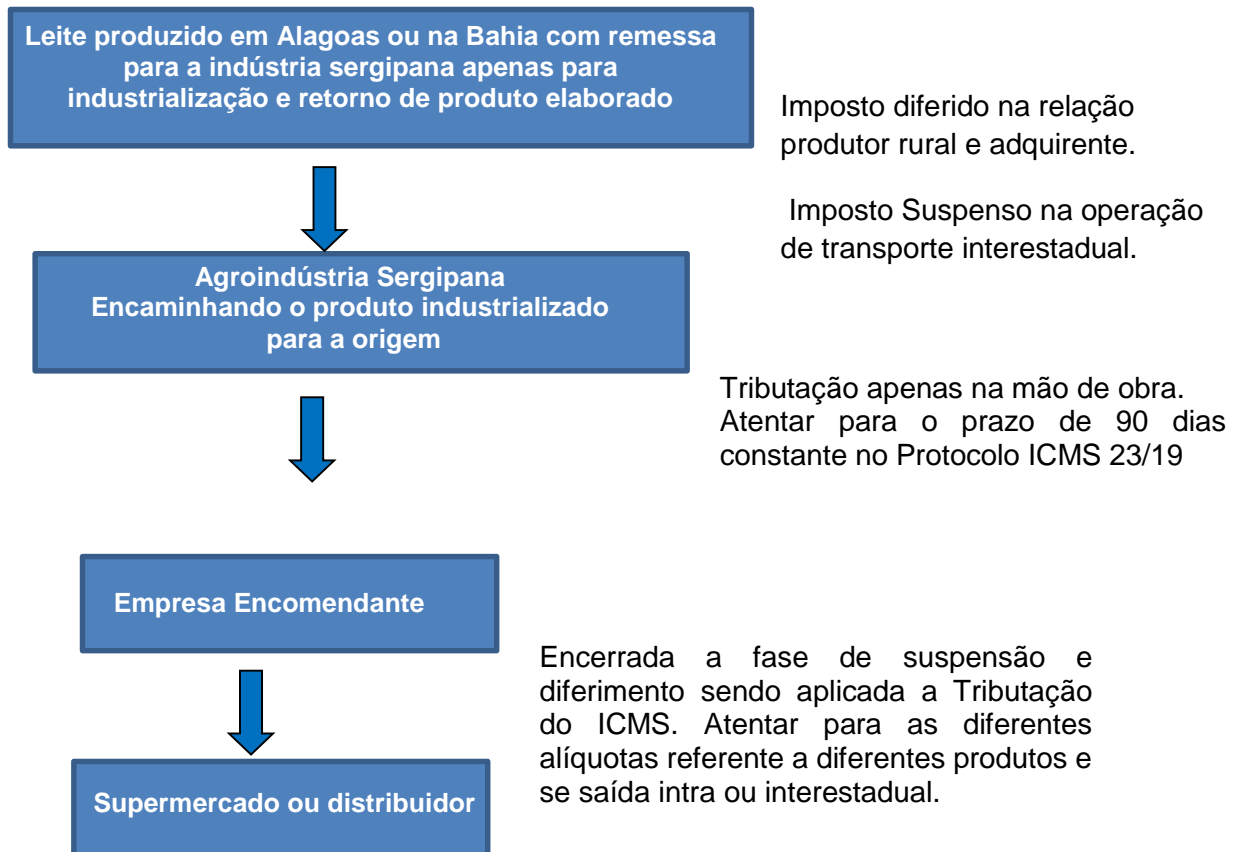 Leite produzido em Alagoas ou na Bahia com remessa
para a indústria sergipana apenas para
industrialização e retorno de produto elaborado
Imposto diferido na relação
produtor rural e adquirente.
Imposto Suspenso na operação
de transporte interestadual.
Agroindústria Sergipana
Encaminhando o produto industrializado
para a origem
Tributação apenas na mão de obra.
Atentar para o prazo de 90 dias
constante no Protocolo ICMS 23/19
Empresa Encomendante
Encerrada a fase de suspensão e
diferimento sendo aplicada a Tributação
do ICMS. Atentar para as diferentes
alíquotas referente a diferentes produtos e
se saída intra ou interestadual.
Supermercado ou distribuidor